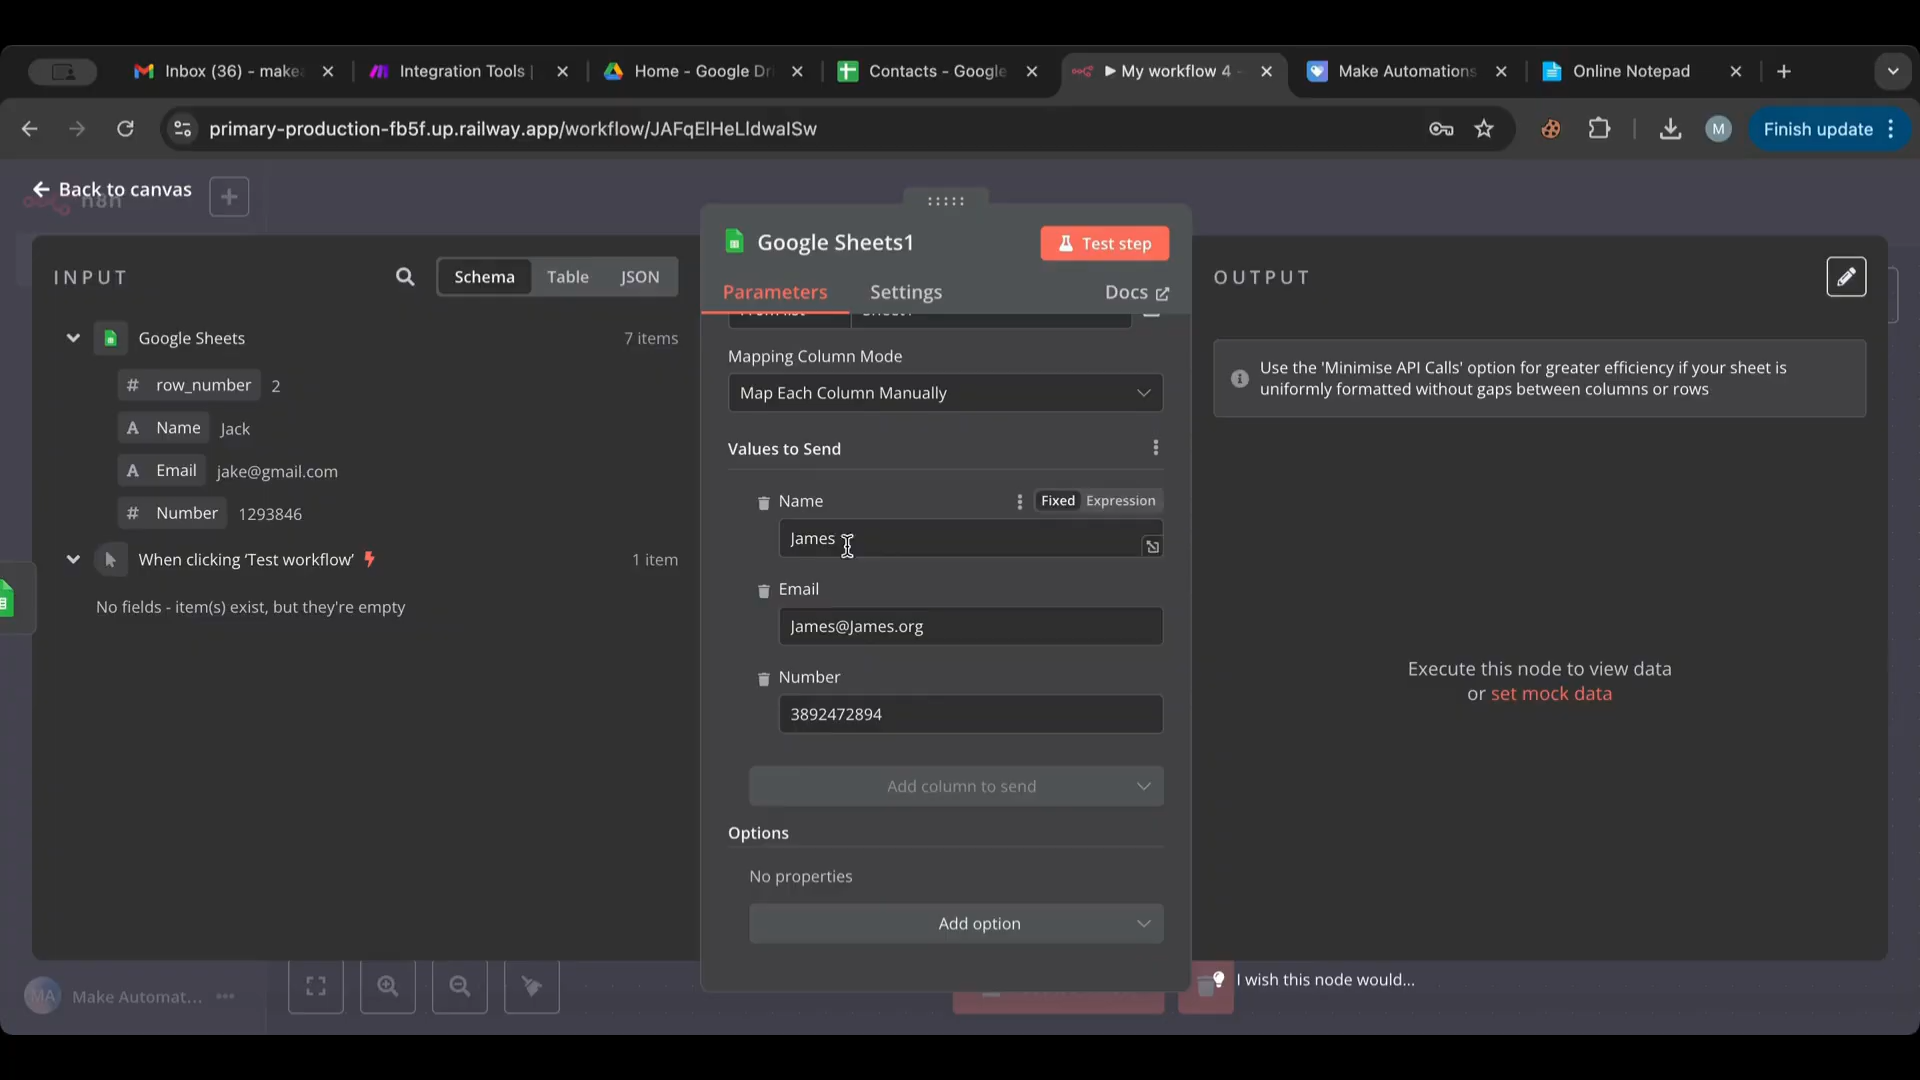 Inbox (36) - make
Integration Tools |
Home - Google Dri
Contacts - Google
My workflow 4 -
Make Automations
Online Notepad
primary-production-fb5f.up.railway.app/workflow/JAFqElHeLldwalSw
M
Finish update
Back to canvas
n8n
INPUT
Schema
Table
JSON
Google Sheets
7 items
# row_number 2
A Name Jack
A Email jake@gmail.com
# Number 1293846
When clicking ‘Test workflow’
1 item
No fields - item(s) exist, but they're empty
Google Sheets1
Test step
Parameters
Settings
Docs
From list
Sheet1
Mapping Column Mode
Map Each Column Manually
Values to Send
Name
Fixed
Expression
James
Email
James@James.org
Number
3892472894
Add column to send
Options
No properties
Add option
OUTPUT
Use the 'Minimise API Calls' option for greater efficiency if your sheet is
uniformly formatted without gaps between columns or rows
Execute this node to view data
or set mock data
MA
Make Automat...
I wish this node would...